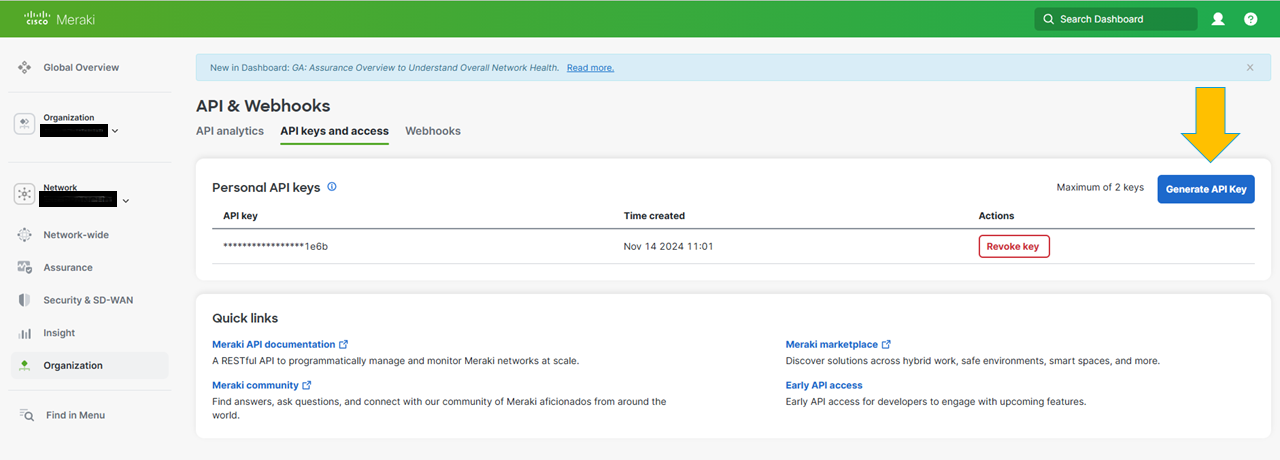 CISCO Meraki
Search Dashboard
Global Overview
New in Dashboard: GA: Assurance Overview to Understand Overall Network Health. Read more.
API & Webhooks
Organization
API analytics API keys and access Webhooks
Personal API keys
Maximum of 2 keys
Generate API Key
Network
API key Time created Actions
*****************1e6b Nov 14 2024 11:01 Revoke key
Network-wide
Assurance
Security & SD-WAN
Insight
Organization
Find in Menu
Quick links
Meraki API documentation
A RESTful API to programmatically manage and monitor Meraki networks at scale.
Meraki marketplace
Discover solutions across hybrid work, safe environments, smart spaces, and more.
Meraki community
Find answers, ask questions, and connect with our community of Meraki aficionados from around the
world.
Early API access
Early API access for developers to engage with upcoming features.